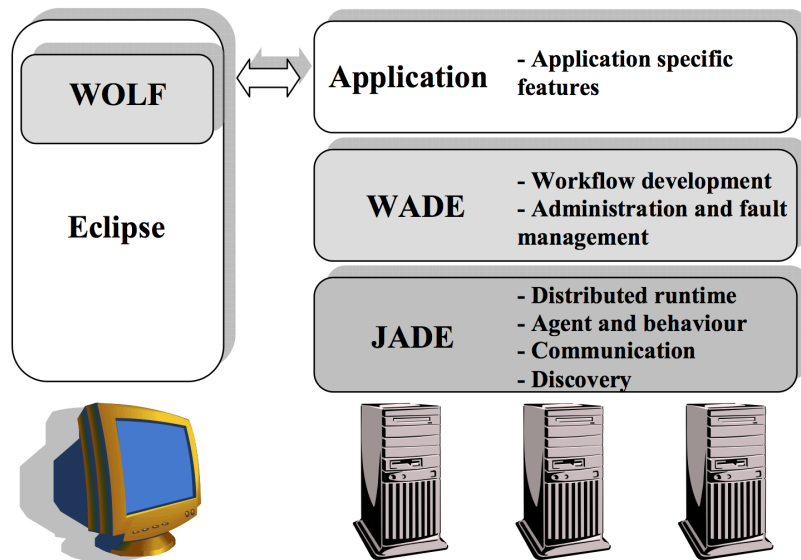 WOLF
Eclipse
Application
- Application specific
features
WADE
- Workflow development
- Administration and fault
management
JADE
- Distributed runtime
- Agent and behaviour
- Communication
- Discovery